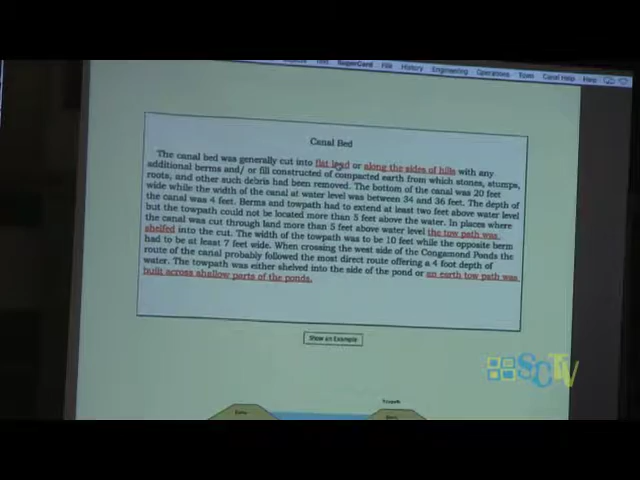 File History Engineering Operations Tom Canal Help Help
Canal Bed
The canal bed was generally cut into flat land or along the sides of hills with any
additional berms and/ or fill constructed of compacted earth from which stones, stumps,
roots, and other such debris had been removed. The bottom of the canal was 20 feet
wide while the width of the canal at water level was between 34 and 36 feet. The depth of
the canal was 4 feet. Berms and towpath had to extend at least two feet above water level
but the towpath could not be located more than 5 feet above the water. In places where
the canal was cut through land more than 5 feet above water level the tow path was
shelfed into the cut. The width of the towpath was to be 10 feet while the opposite berm
had to be at least 7 feet wide. When crossing the west side of the Congamond Ponds the
route of the canal probably followed the most direct route offering a 4 foot depth of
water. The towpath was either shelved into the side of the pond or an earth tow path was
built across shallow parts of the ponds.
Show an Example
SCTV